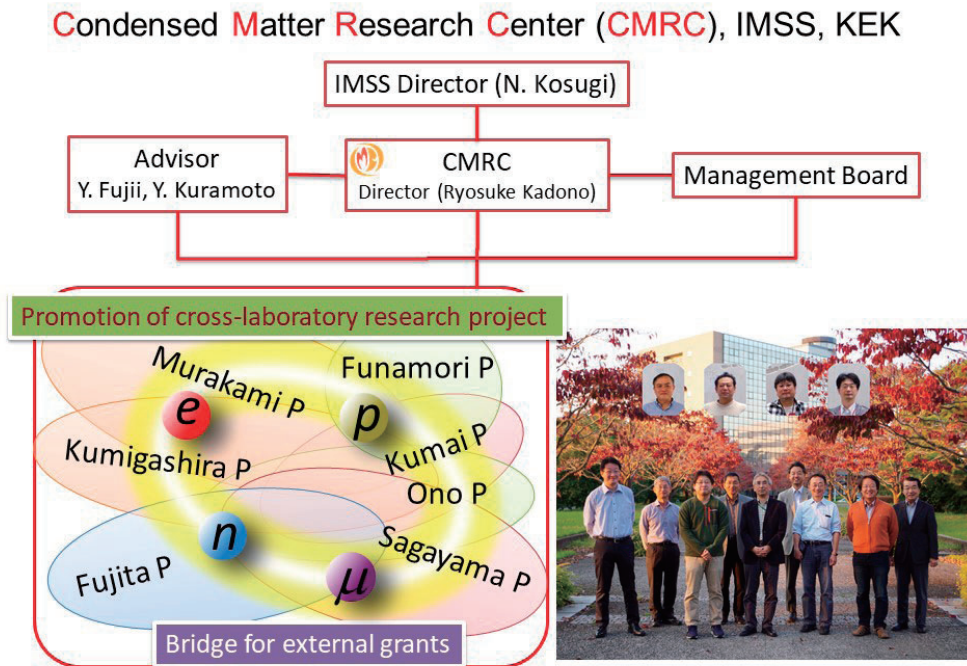 Condensed Matter Research Center (CMRC), IMSS, KEK
IMSS Director (N. Kosugi)
Advisor
Y. Fujii, Y. Kuramoto
CMRC
Director (Ryosuke Kadono)
Management Board
Promotion of cross-laboratory research project
Murakami P
Funamori P
e
p
Kumigashira P
Kumai P
Ono P
n
Sagayama P
Fujita P
μ
Bridge for external grants